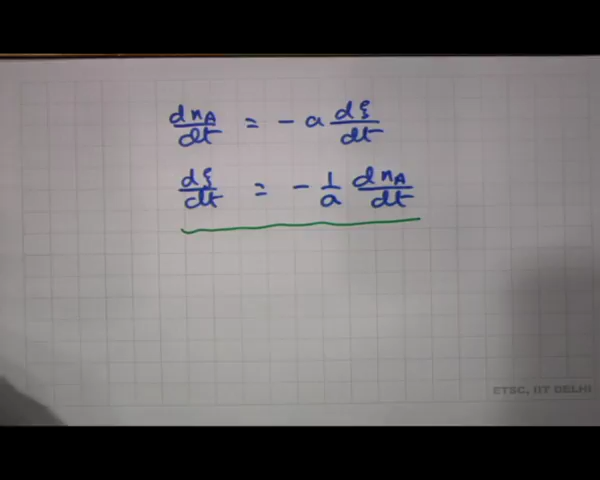 dn_A/dt = - a dξ/dt
dξ/dt = - 1/a dn_A/dt
ETSC, IIT DELHI